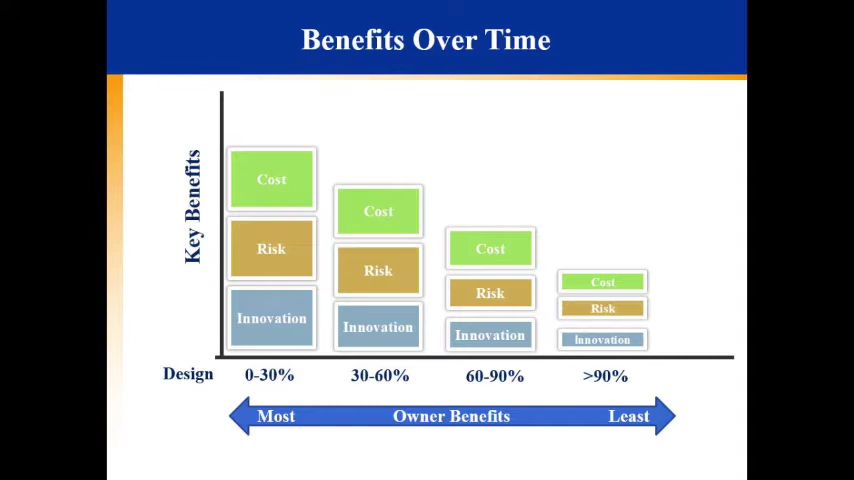 Benefits Over Time
Key Benefits
Cost
Risk
Innovation
Cost
Risk
Innovation
Cost
Risk
Innovation
Cost
Risk
Innovation
Design 0-30% 30-60% 60-90% >90%
Most Owner Benefits Least